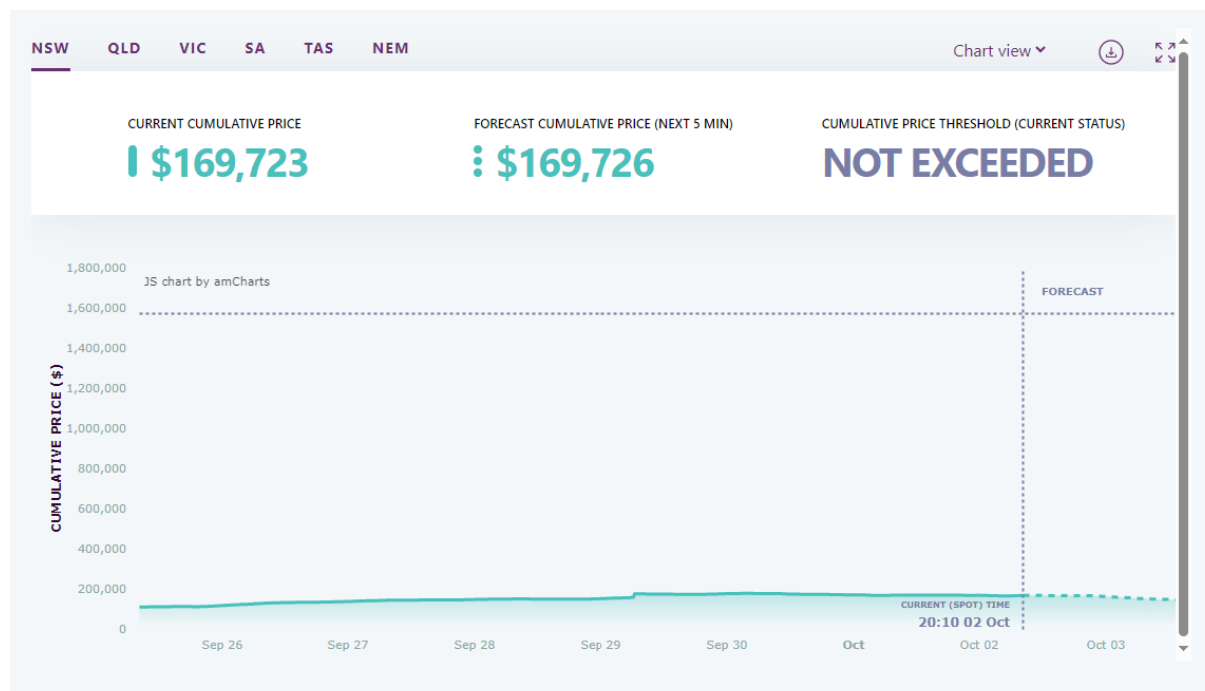 NSW QLD VIC SA TAS NEM Chart view
CURRENT CUMULATIVE PRICE FORECAST CUMULATIVE PRICE (NEXT 5 MIN) CUMULATIVE PRICE THRESHOLD (CURRENT STATUS)
$169,723 $169,726 NOT EXCEEDED
1,800,000
JS chart by amCharts
FORECAST
1,600,000
1,400,000
1,200,000
1,000,000
800,000
600,000
400,000
200,000
0
CUMULATIVE PRICE ($)
CURRENT (SPOT) TIME
20:10 02 Oct
Sep 26 Sep 27 Sep 28 Sep 29 Sep 30 Oct Oct 02 Oct 03